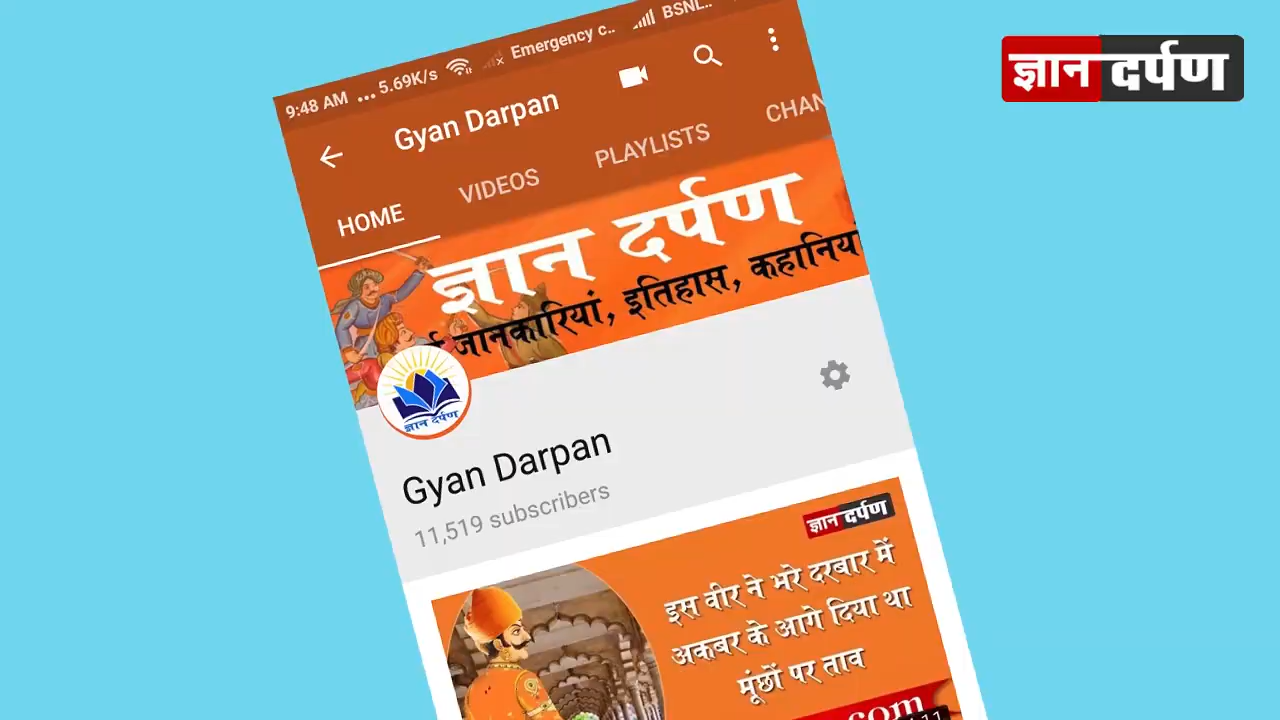 ज्ञान दर्पण
9:48 AM ... 5.69K/s Emergency c.. BSNL..
Gyan Darpan
HOME VIDEOS PLAYLISTS CHAN
ज्ञान दर्पण
जानकारियां, इतिहास, कहानिय
ज्ञान दर्पण
Gyan Darpan
11,519 subscribers
ज्ञान दर्पण
इस वीर ने भरे दरबार में
अकबर के आगे दिया था
मूंछों पर ताव
.com